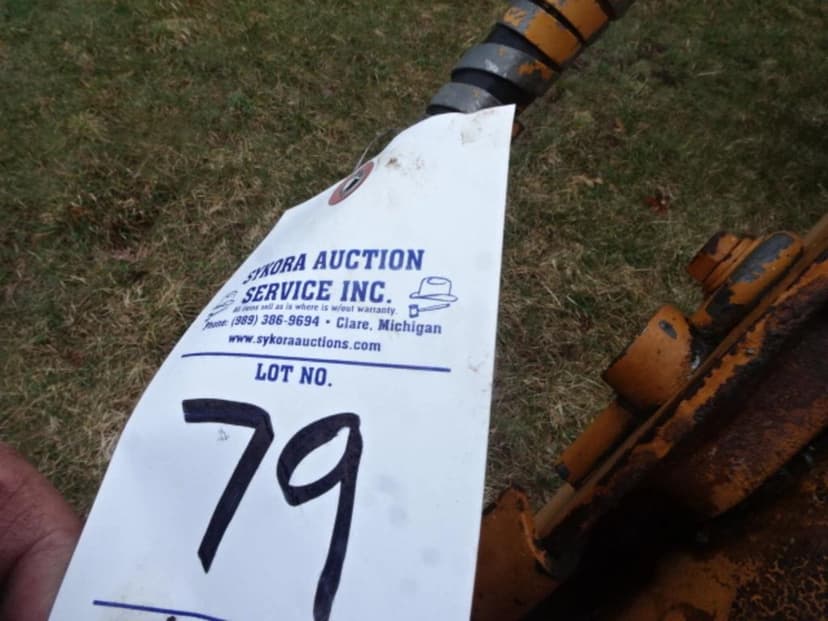 SYKORA AUCTION
SERVICE INC.
All items sell as is where is w/out warranty.
Phone: (989) 386-9694 • Clare, Michigan
www.sykoraauctions.com
LOT NO.
79